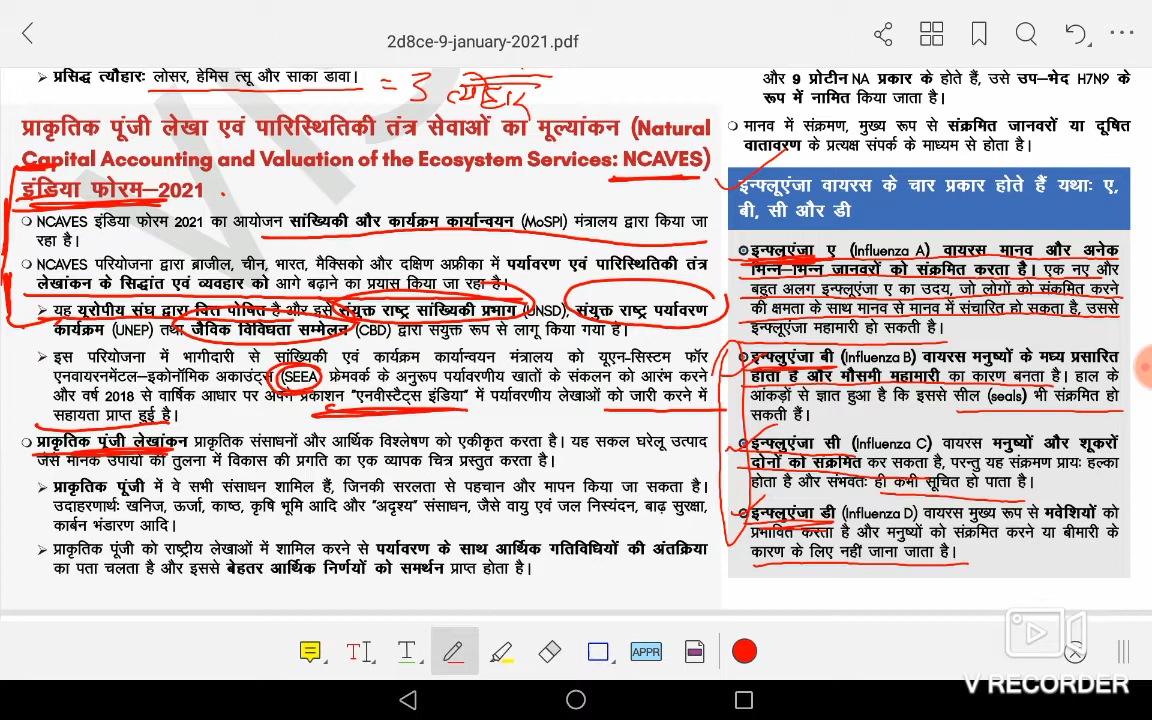 2d8ce-9-january-2021.pdf
➢ प्रसिद्ध त्यौहारः लोसर, हेमिस त्सू और साका डावा।
= 3 त्यौहार
प्राकृतिक पूंजी लेखा एवं पारिस्थितिकी तंत्र सेवाओं का मूल्यांकन (Natural
Capital Accounting and Valuation of the Ecosystem Services: NCAVES)
इंडिया फोरम–2021
○ NCAVES इंडिया फोरम 2021 का आयोजन सांख्यिकी और कार्यक्रम कार्यान्वयन (MoSPI) मंत्रालय द्वारा किया जा
रहा है।
○ NCAVES परियोजना द्वारा ब्राजील, चीन, भारत, मैक्सिको और दक्षिण अफ्रीका में पर्यावरण एवं पारिस्थितिकी तंत्र
लेखांकन के सिद्धांत एवं व्यवहार को आगे बढ़ाने का प्रयास किया जा रहा है।
➢ यह यूरोपीय संघ द्वारा वित्त पोषित है और इसे संयुक्त राष्ट्र सांख्यिकी प्रभाग (UNSD), संयुक्त राष्ट्र पर्यावरण
कार्यक्रम (UNEP) तथा जैविक विविधता सम्मेलन (CBD) द्वारा संयुक्त रूप से लागू किया गया है।
➢ इस परियोजना में भागीदारी से सांख्यिकी एवं कार्यक्रम कार्यान्वयन मंत्रालय को यूएन-सिस्टम फॉर
एनवायरनमेंटल-इकोनॉमिक अकाउंट्स (SEEA) फ्रेमवर्क के अनुरूप पर्यावरणीय खातों के संकलन को आरंभ करने
और वर्ष 2018 से वार्षिक आधार पर अपने प्रकाशन "एनवीस्टैट्स इंडिया" में पर्यावरणीय लेखाओं को जारी करने में
सहायता प्राप्त हुई है।
○ प्राकृतिक पूंजी लेखांकन प्राकृतिक संसाधनों और आर्थिक विश्लेषण को एकीकृत करता है। यह सकल घरेलू उत्पाद
जैसे मानक उपायों की तुलना में विकास की प्रगति का एक व्यापक चित्र प्रस्तुत करता है।
➢ प्राकृतिक पूंजी में वे सभी संसाधन शामिल हैं, जिनकी सरलता से पहचान और मापन किया जा सकता है।
उदाहरणार्थः खनिज, ऊर्जा, काष्ठ, कृषि भूमि आदि और "अदृश्य" संसाधन, जैसे वायु एवं जल निस्यंदन, बाढ़ सुरक्षा,
कार्बन भंडारण आदि।
➢ प्राकृतिक पूंजी को राष्ट्रीय लेखाओं में शामिल करने से पर्यावरण के साथ आर्थिक गतिविधियों की अंतक्रिया
का पता चलता है और इससे बेहतर आर्थिक निर्णयों को समर्थन प्राप्त होता है।
और 9 प्रोटीन NA प्रकार के होते हैं, उसे उप–भेद H7N9 के
रूप में नामित किया जाता है।
○ मानव में संक्रमण, मुख्य रूप से संक्रमित जानवरों या दूषित
वातावरण के प्रत्यक्ष संपर्क के माध्यम से होता है।
इन्फ्लूएंजा वायरस के चार प्रकार होते हैं यथाः ए,
बी, सी और डी
इन्फ्लूएंजा ए (Influenza A) वायरस मानव और अनेक
भिन्न–भिन्न जानवरों को संक्रमित करता है। एक नए और
बहुत अलग इन्फ्लूएंजा ए का उदय, जो लोगों को संक्रमित करने
की क्षमता के साथ मानव से मानव में संचारित हो सकता है, उससे
इन्फ्लूएंजा महामारी हो सकती है।
इन्फ्लूएंजा बी (Influenza B) वायरस मनुष्यों के मध्य प्रसारित
होता है और मौसमी महामारी का कारण बनता है। हाल के
आंकड़ों से ज्ञात हुआ है कि इससे सील (seals) भी संक्रमित हो
सकती हैं।
इन्फ्लूएंजा सी (Influenza C) वायरस मनुष्यों और शूकरों
दोनों को संक्रमित कर सकता है, परन्तु यह संक्रमण प्रायः हल्का
होता है और संभवतः ही कभी सूचित हो पाता है।
इन्फ्लुएंजा डी (Influenza D) वायरस मुख्य रूप से मवेशियों को
प्रभावित करता है और मनुष्यों को संक्रमित करने या बीमारी के
कारण के लिए नहीं जाना जाता है।
APPR
V RECORDER